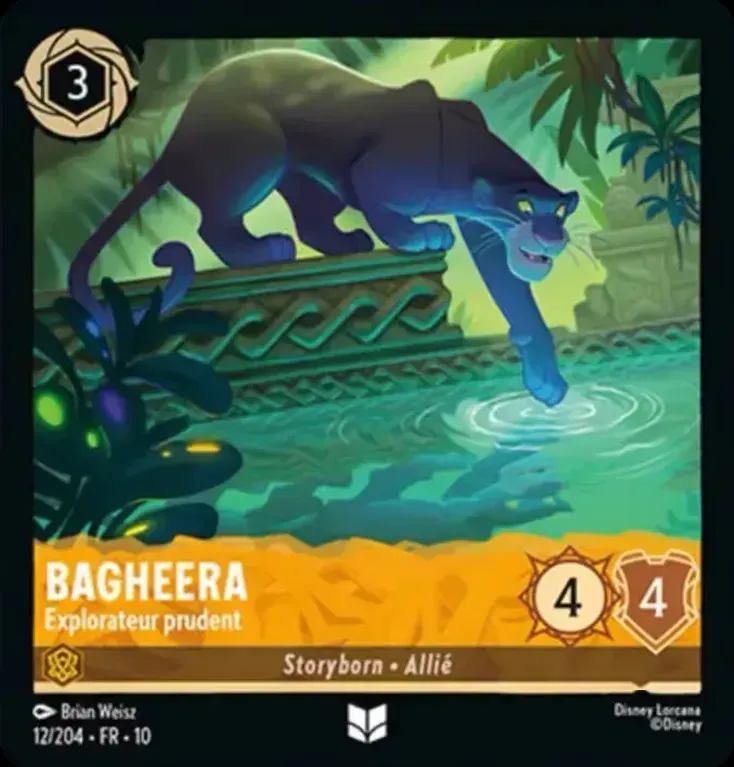 3
BAGHEERA
Explorateur prudent
4 4
Storyborn • Allié
Brian Weisz
12/204 • FR • 10
Disney Lorcana
©Disney